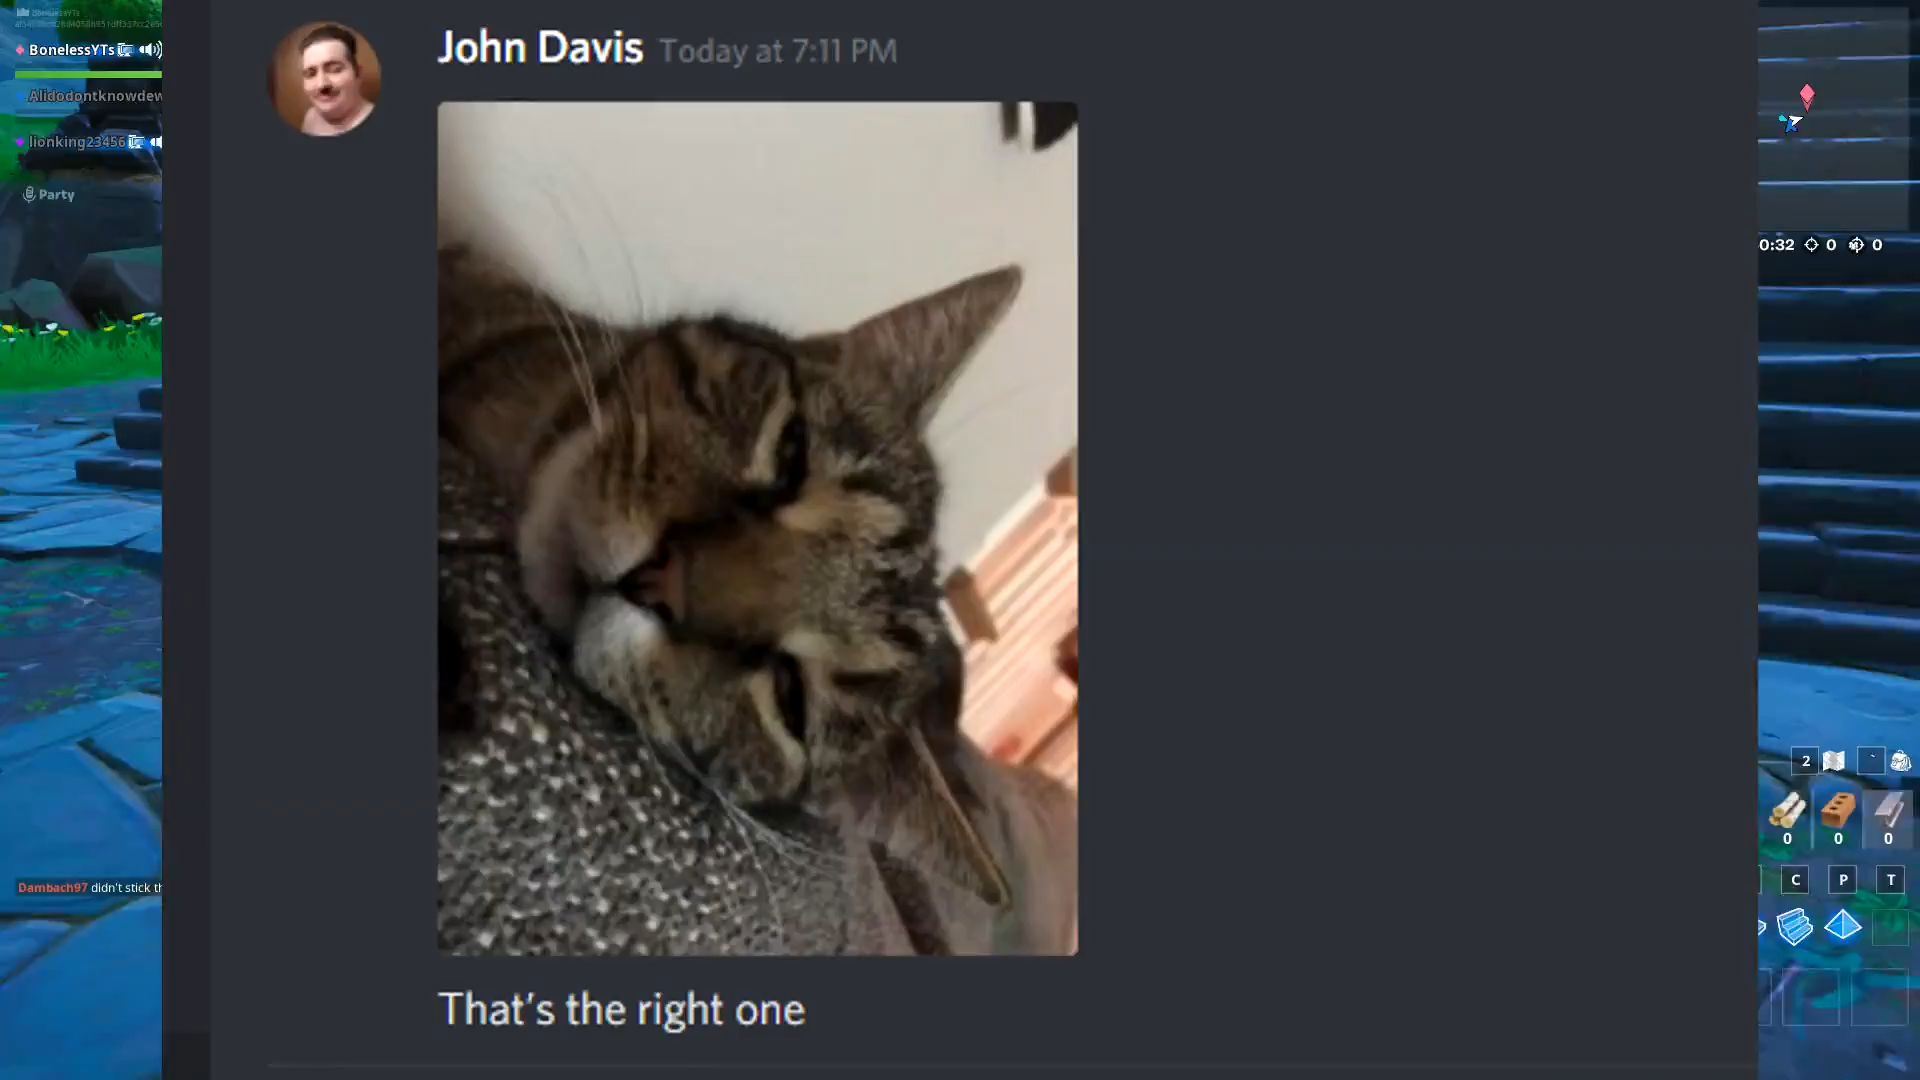 BonelessYTs
Alidodontknowdew
lionking23456
Party
John Davis Today at 7:11 PM
That's the right one
Dambach97 didn't stick th
0:32 0 0
2 `
0 0 0
C P T